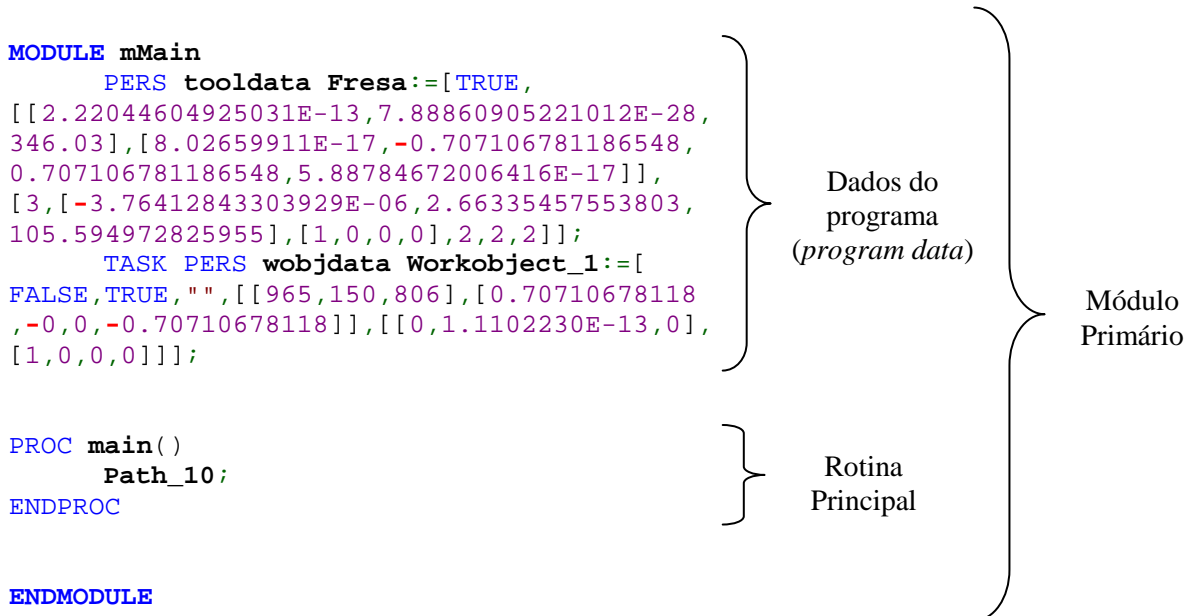 MODULE mMain
PERS tooldata Fresa:=[TRUE,
[[2.22044604925031E-13,7.88860905221012E-28,
346.03],[8.02659911E-17,-0.707106781186548,
0.707106781186548,5.88784672006416E-17]],
[3,[-3.76412843303929E-06,2.66335457553803,
105.594972825955],[1,0,0,0],2,2,2]];
TASK PERS wobjdata Workobject_1:=[
FALSE,TRUE,"",[[965,150,806],[0.70710678118
,-0,0,-0.70710678118]],[[0,1.1102230E-13,0],
[1,0,0,0]]];
Dados do
programa
(program data)
Módulo
Primário
PROC main()
Path_10;
ENDPROC
Rotina
Principal
ENDMODULE